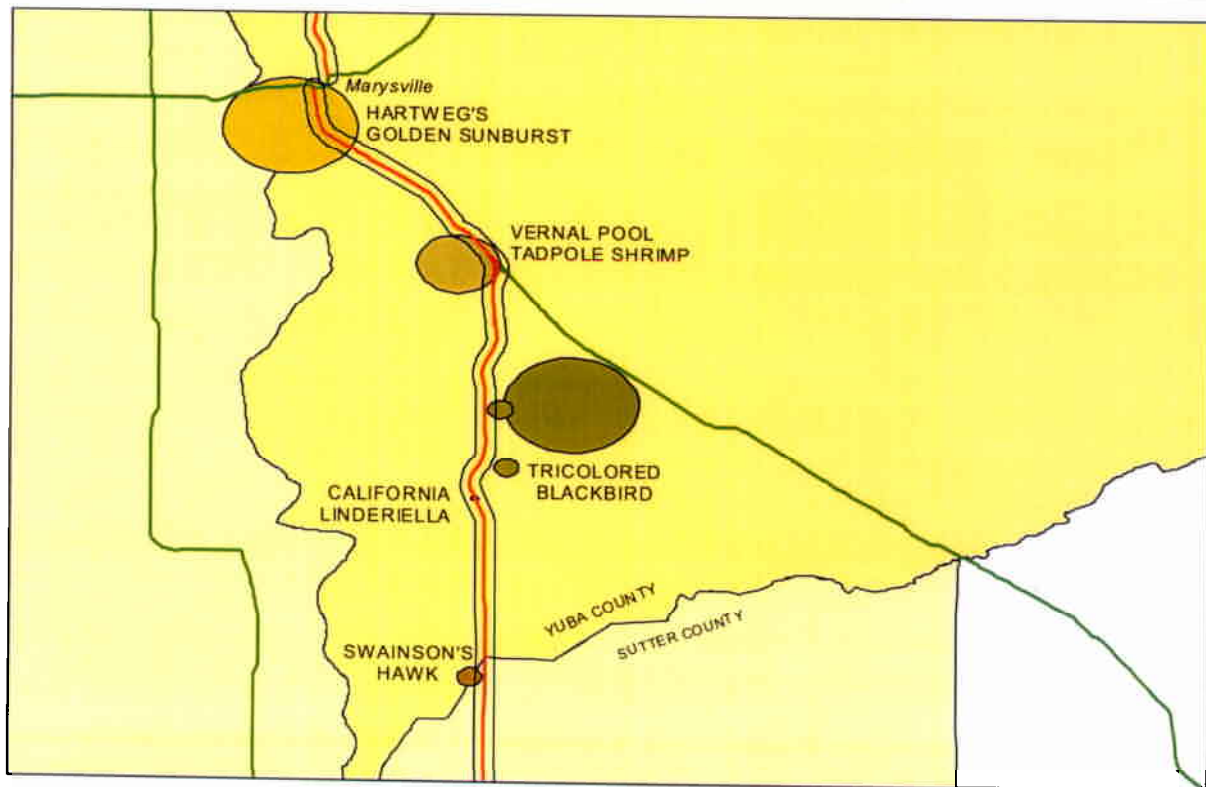 Marysville
HARTWEG'S
GOLDEN SUNBURST
VERNAL POOL
TADPOLE SHRIMP
TRICOLORED
BLACKBIRD
CALIFORNIA
LINDERIELLA
YUBA COUNTY
SUTTER COUNTY
SWAINSON'S
HAWK